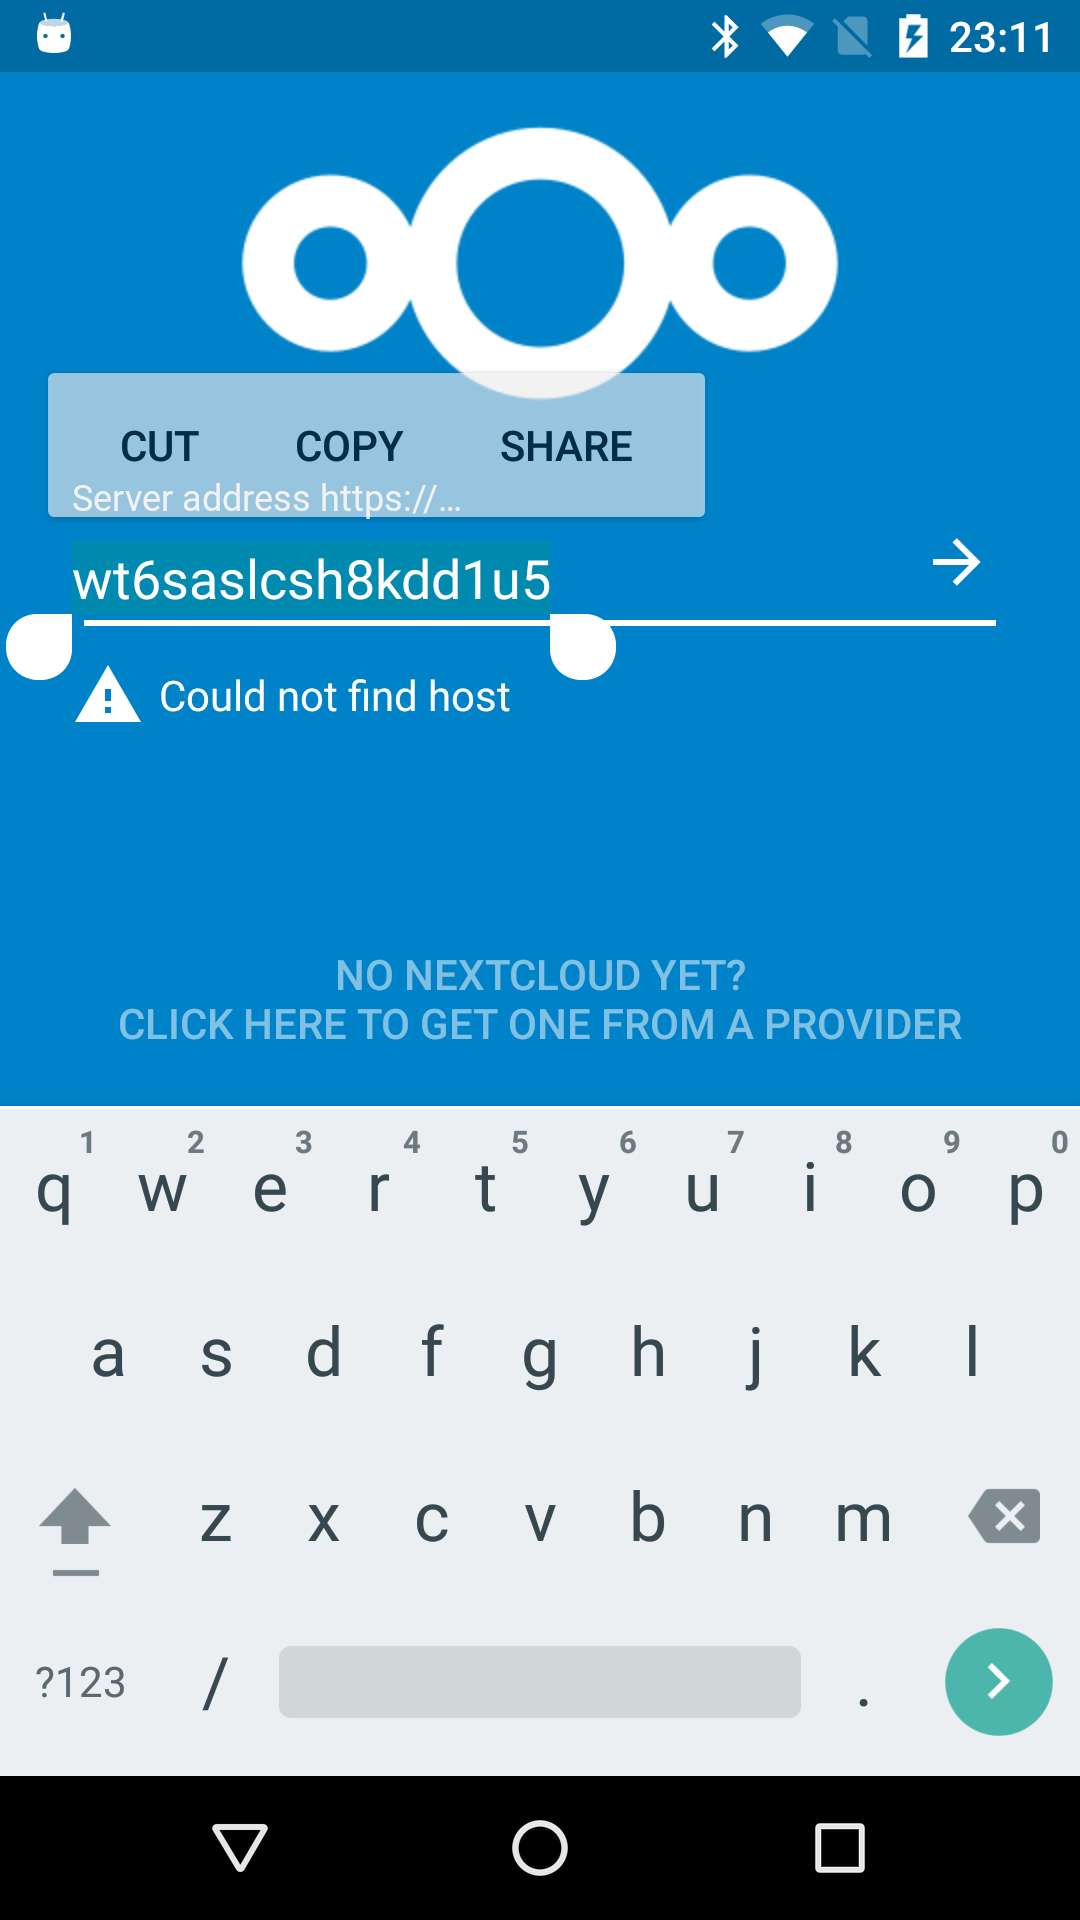 23:11
CUT COPY SHARE
Server address https://…
wt6saslcsh8kdd1u5
Could not find host
NO NEXTCLOUD YET?
CLICK HERE TO GET ONE FROM A PROVIDER
1 2 3 4 5 6 7 8 9 0
q w e r t y u i o p
a s d f g h j k l
z x c v b n m
?123 / .